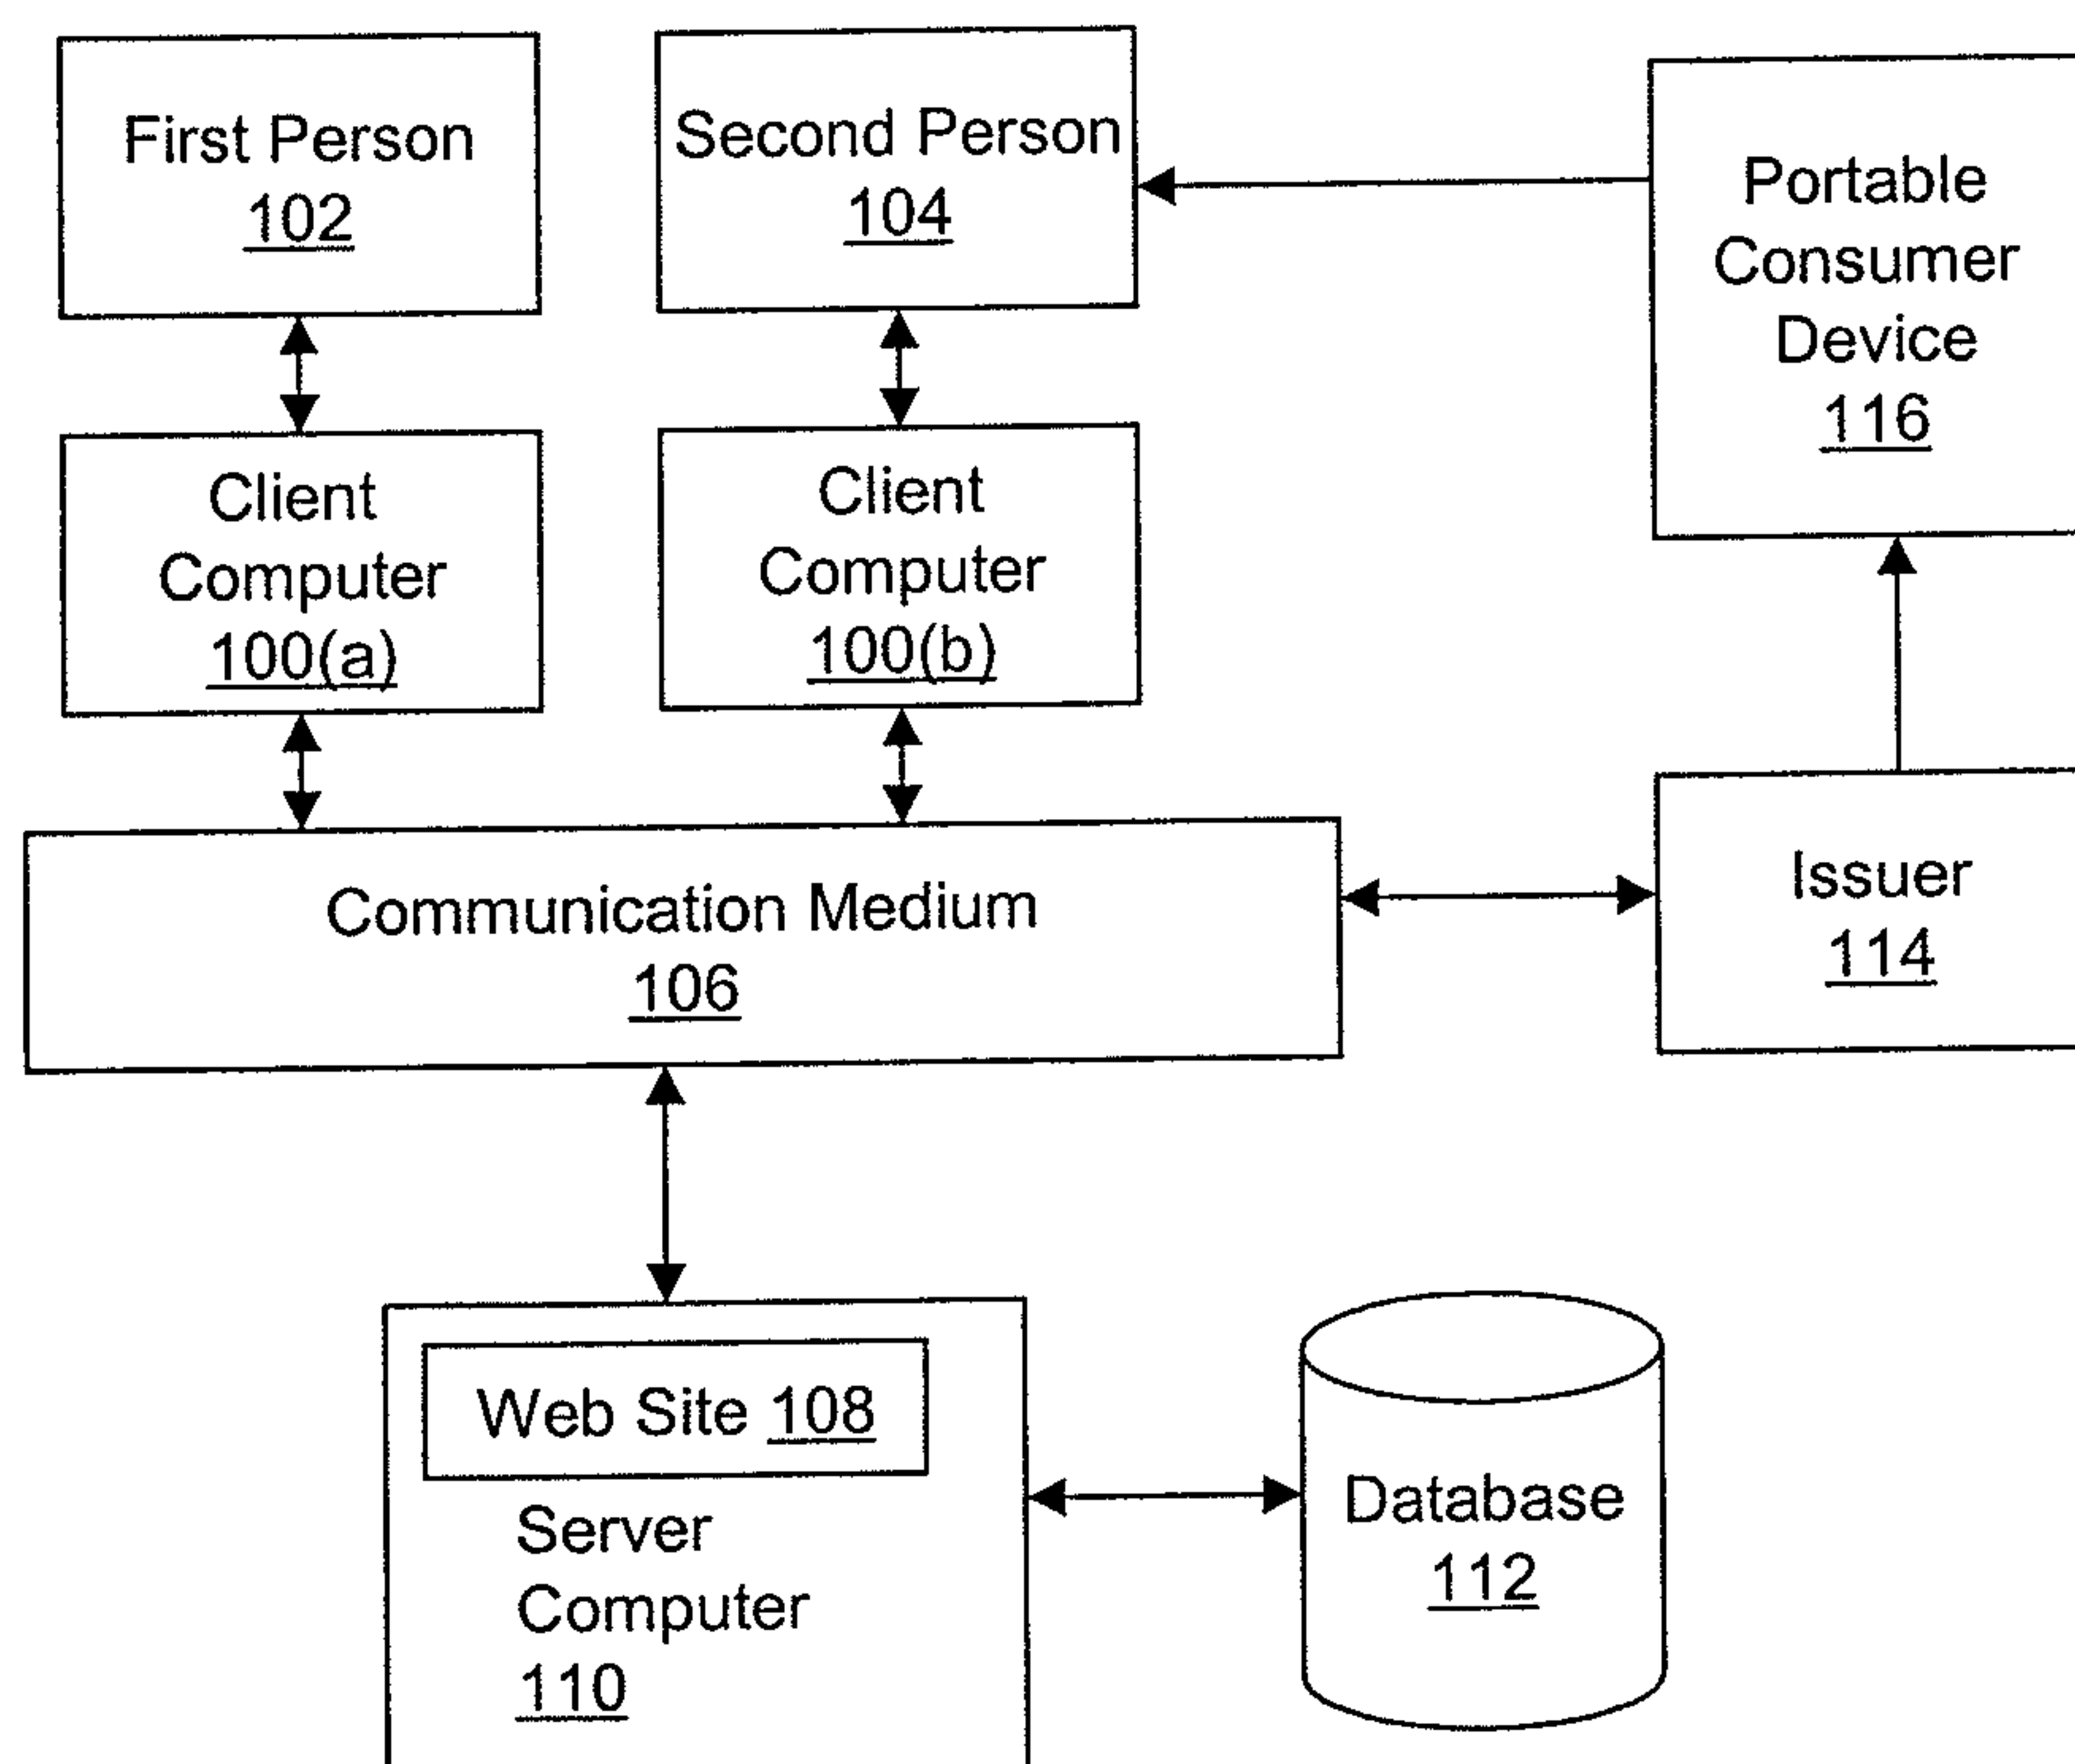 First Person
102
Second Person
104
Portable
Consumer
Device
116
Client
Computer
100(a)
Client
Computer
100(b)
Communication Medium
106
Issuer
114
Web Site 108
Server
Computer
110
Database
112